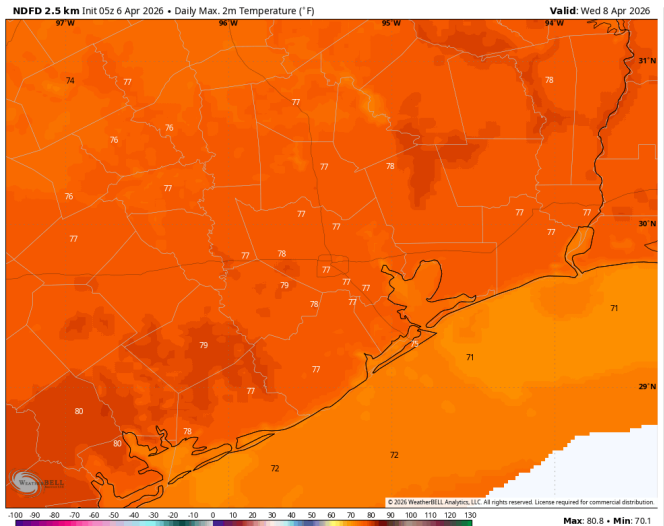 NDFD 2.5 km Init 05z 6 Apr 2026 • Daily Max. 2m Temperature (°F)
Valid: Wed 8 Apr 2026
97°W 96°W 95°W 94°W
31°N
74 77 78
77
76 76
77 78
76 77
77 77 77
30°N
77 77 77
77 78
77
79 77 77
78 77
71
79 75
71
77
29°N
77
80
78
80
72
72
WEATHERBELL
© 2026 WeatherBELL Analytics, LLC. All rights reserved. License required for commercial distribution.
-100 -90 -80 -70 -60 -50 -40 -30 -20 -10 0 10 20 30 40 50 60 70 80 90 100 110 120 130
Max: 80.8 • Min: 70.1